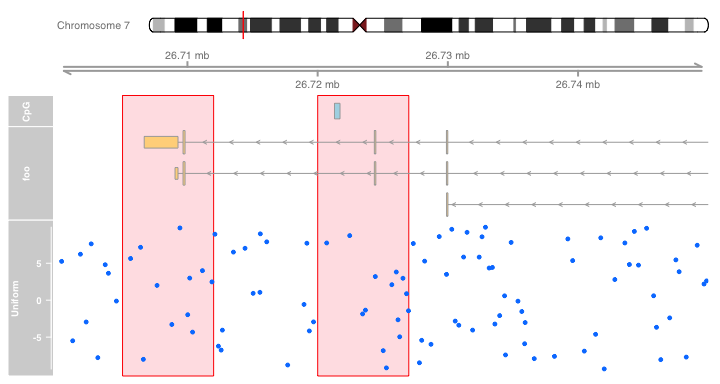 Chromosome 7
26.71 mb
26.73 mb
26.72 mb
26.74 mb
CpG
foo
Uniform
5
0
-5